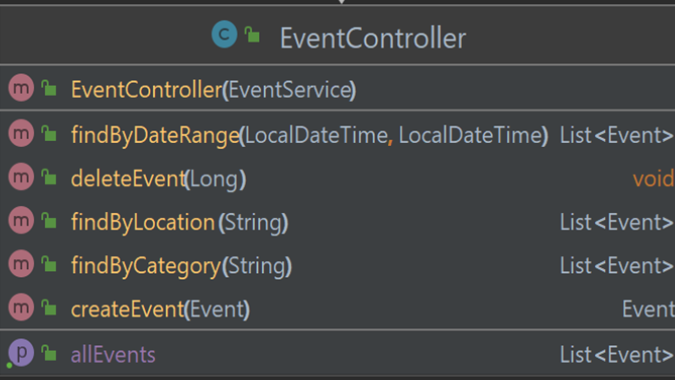 EventController
EventController(EventService)
findByDateRange(LocalDateTime, LocalDateTime) List<Event>
deleteEvent(Long) void
findByLocation(String) List<Event>
findByCategory(String) List<Event>
createEvent(Event) Event
allEvents List<Event>